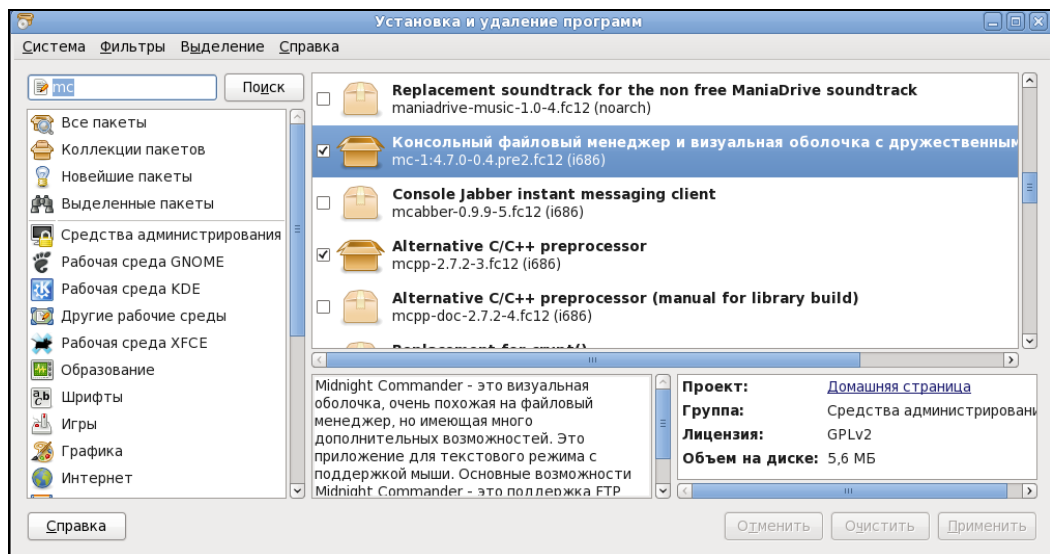 Установка и удаление программ
Система Фильтры Выделение Справка
mc Поиск
Все пакеты
Коллекции пакетов
Новейшие пакеты
Выделенные пакеты
Средства администрирования
Рабочая среда GNOME
Рабочая среда KDE
Другие рабочие среды
Рабочая среда XFCE
Образование
Шрифты
Игры
Графика
Интернет
Replacement soundtrack for the non free ManiaDrive soundtrack
maniadrive-music-1.0-4.fc12 (noarch)
Консольный файловый менеджер и визуальная оболочка с дружественным
mc-1:4.7.0-0.4.pre2.fc12 (i686)
Console Jabber instant messaging client
mcabber-0.9.9-5.fc12 (i686)
Alternative C/C++ preprocessor
mcpp-2.7.2-3.fc12 (i686)
Alternative C/C++ preprocessor (manual for library build)
mcpp-doc-2.7.2-4.fc12 (i686)
Replacement for crypt()
Midnight Commander - это визуальная
оболочка, очень похожая на файловый
менеджер, но имеющая много
дополнительных возможностей. Это
приложение для текстового режима с
поддержкой мыши. Основные возможности
Midnight Commander - это поддержка FTP
Проект: Домашняя страница
Группа: Средства администрировани
Лицензия: GPLv2
Объем на диске: 5,6 МБ
Справка Отменить Очистить Применить